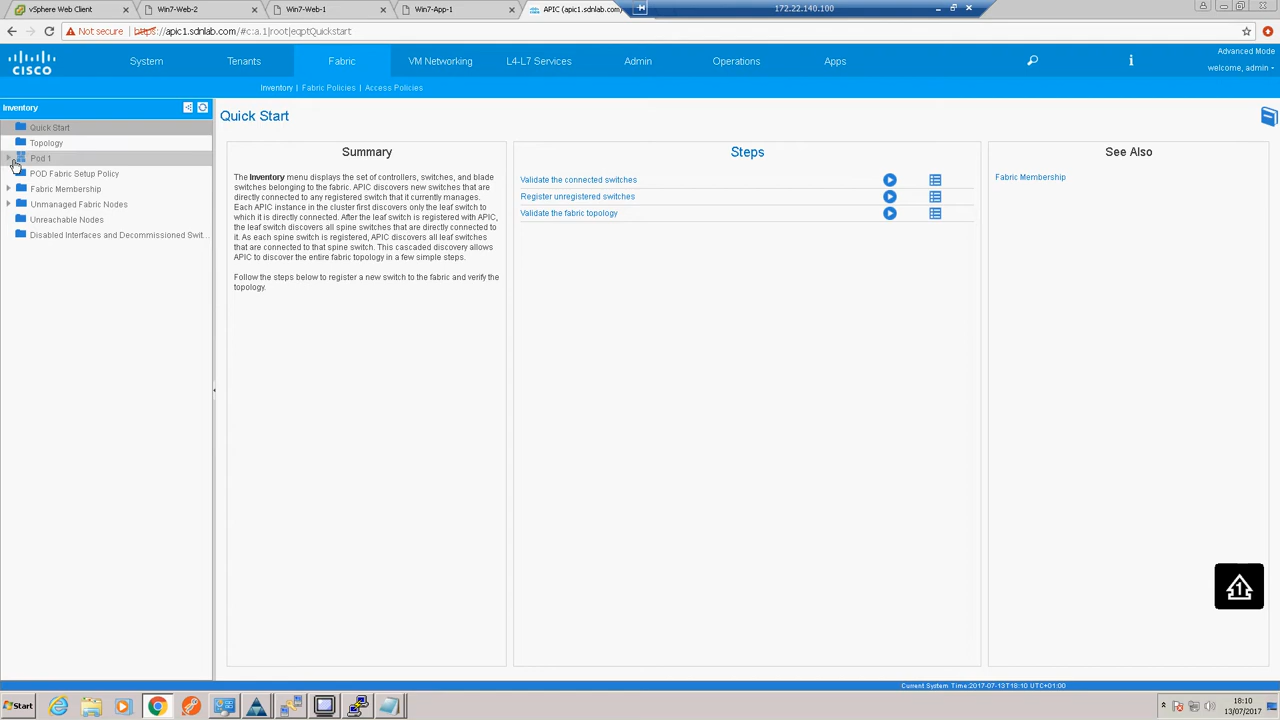 vSphere Web Client
Win7-Web-2
Win7-Web-1
Win7-App-1
APIC (apic1.sdnlab.com)
172.22.140.100
Not secure
https://apic1.sdnlab.com/#c:a.1|root|eqptQuickstart
Advanced Mode
welcome, admin
CISCO
System
Tenants
Fabric
VM Networking
L4-L7 Services
Admin
Operations
Apps
Inventory | Fabric Policies | Access Policies
Inventory
Quick Start
Topology
Pod 1
POD Fabric Setup Policy
Fabric Membership
Unmanaged Fabric Nodes
Unreachable Nodes
Disabled Interfaces and Decommissioned Swit...
Quick Start
Summary
The Inventory menu displays the set of controllers, switches, and blade
switches belonging to the fabric. APIC discovers new switches that are
directly connected to any registered switch that it currently manages.
Each APIC instance in the cluster first discovers only the leaf switch to
which it is directly connected. After the leaf switch is registered with APIC,
the leaf switch discovers all spine switches that are directly connected to
it. As each spine switch is registered, APIC discovers all leaf switches
that are connected to that spine switch. This cascaded discovery allows
APIC to discover the entire fabric topology in a few simple steps.
Follow the steps below to register a new switch to the fabric and verify the
topology.
Steps
Validate the connected switches
Register unregistered switches
Validate the fabric topology
See Also
Fabric Membership
1
Current System Time:2017-07-13T18:10 UTC+01:00
Start
18:10
13/07/2017